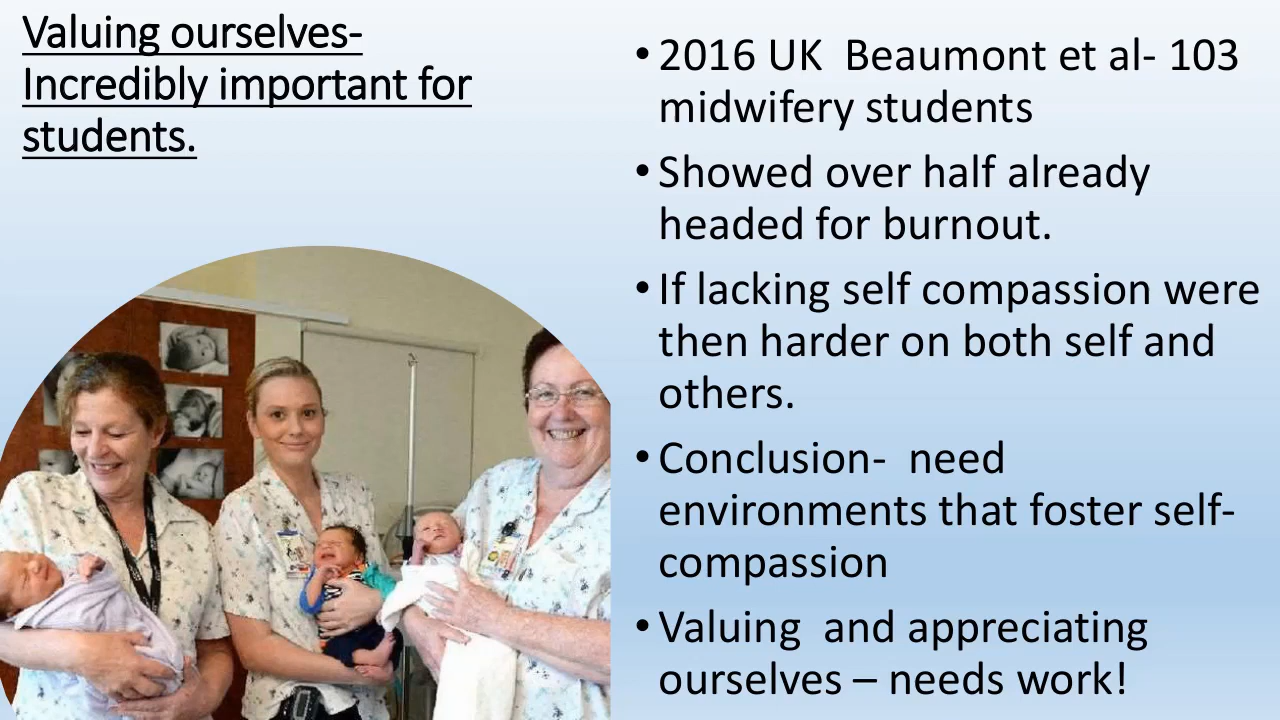 Valuing ourselves-
Incredibly important for
students.
•2016 UK  Beaumont et al- 103
midwifery students
•Showed over half already
headed for burnout.
•If lacking self compassion were
then harder on both self and
others.
•Conclusion-  need
environments that foster self-
compassion
•Valuing  and appreciating
ourselves – needs work!